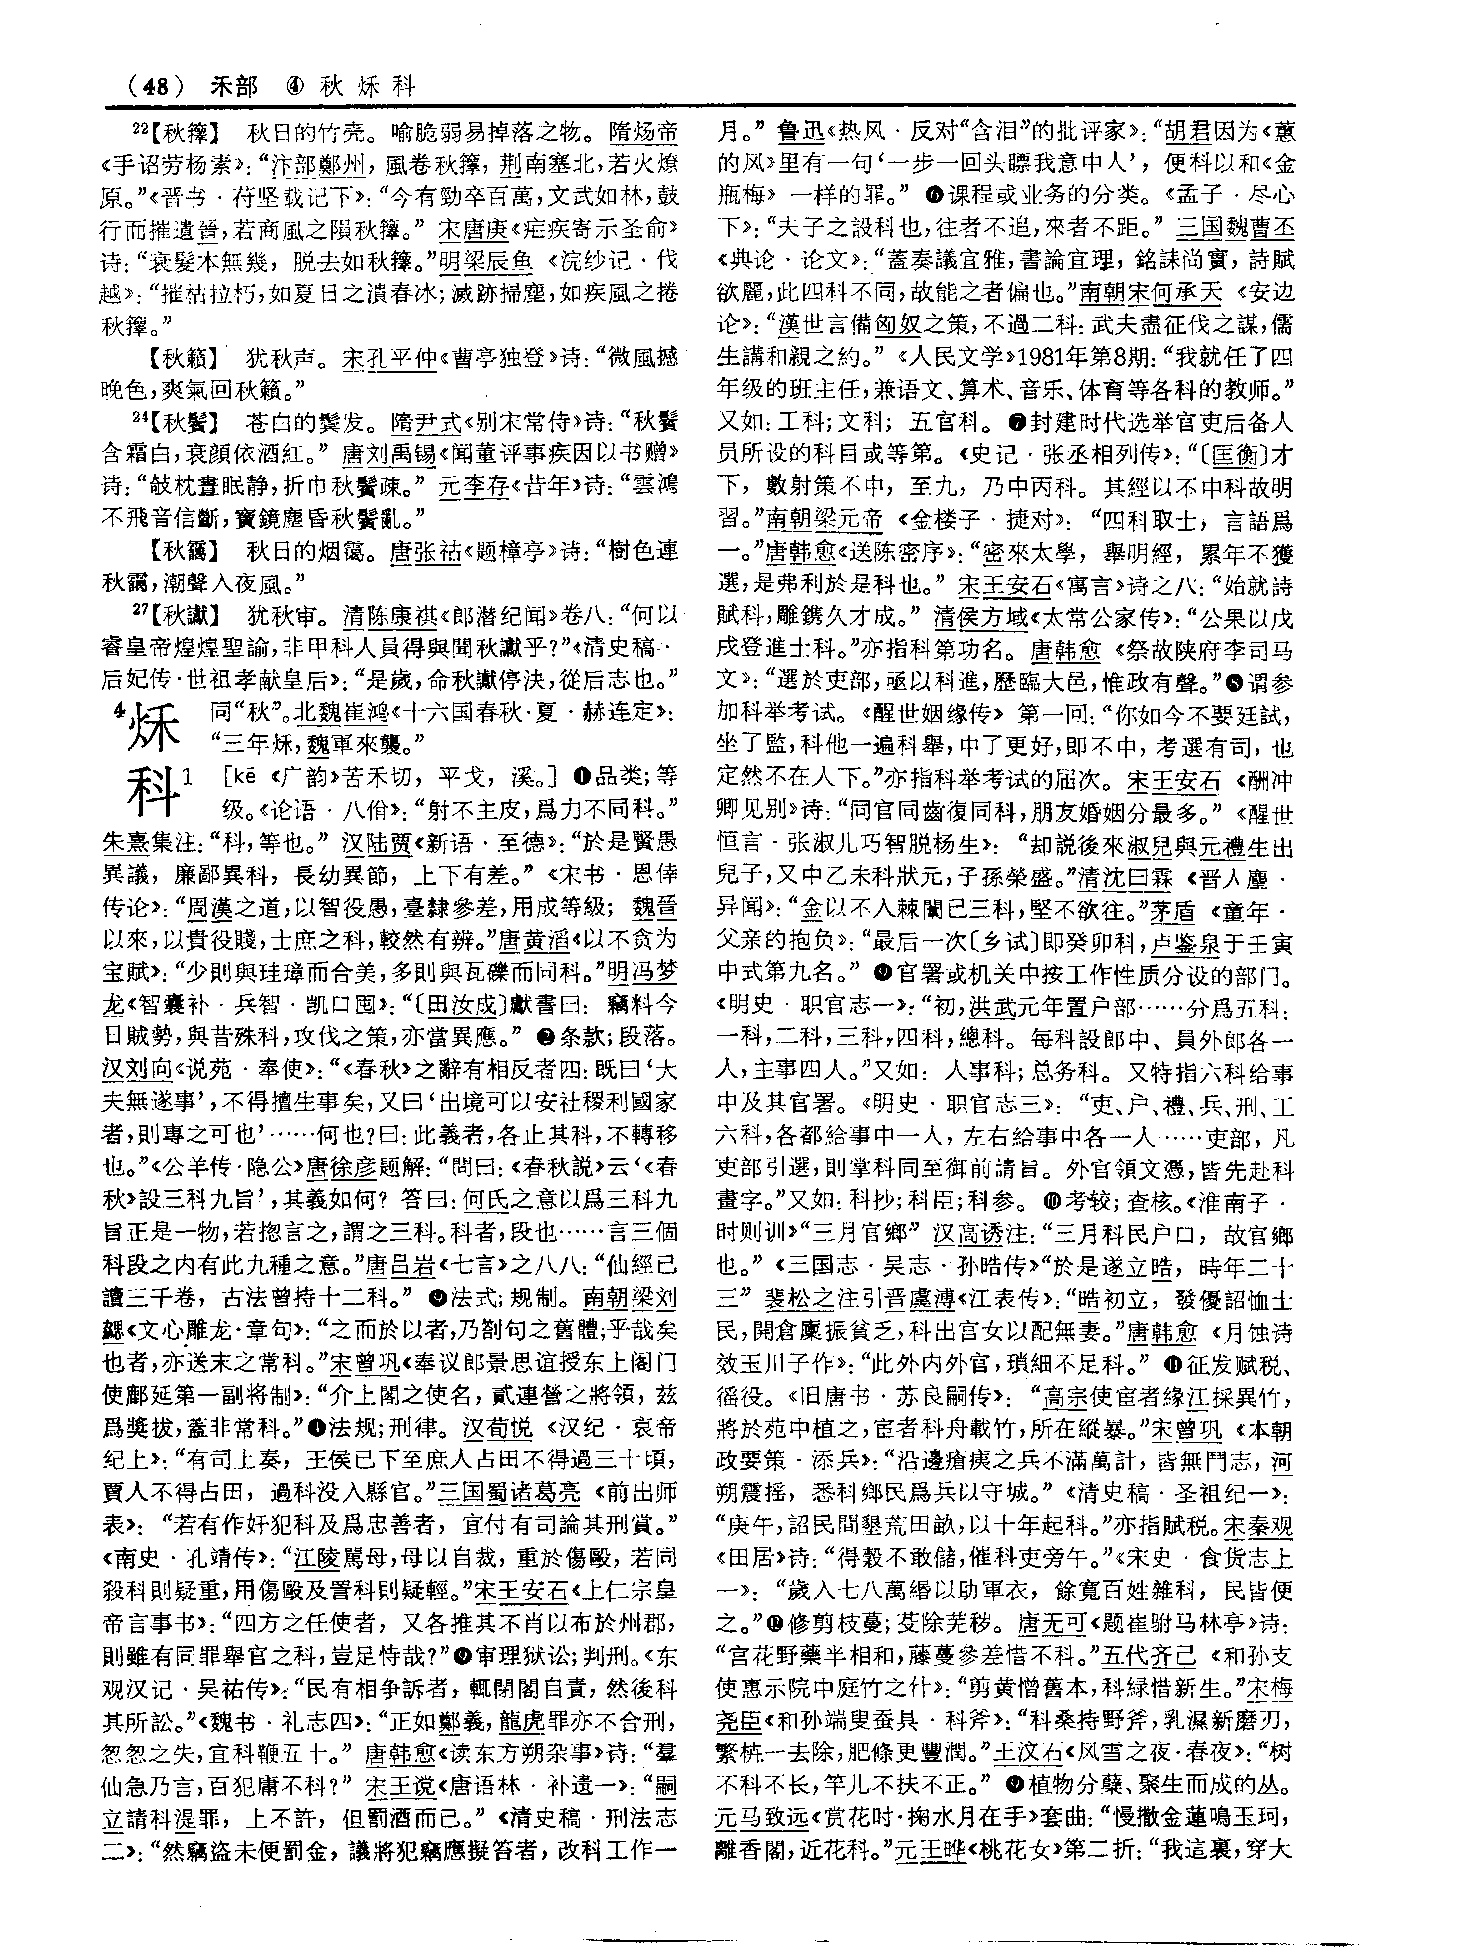 (48) 禾部 ④ 秋 烌 科
22【秋籜】 秋日的竹壳。喻脆弱易掉落之物。隋炀帝
《手诏劳杨素》：“汴部鄭州，風卷秋籜，荆南塞北，若火燎
原。”《晋书·苻坚载记下》：“今有勁卒百萬，文武如林，鼓
行而摧遺晉，若商風之隕秋籜。” 宋唐庚《疟疾寄示圣俞》
诗：“衰髮本無幾，脱去如秋籜。”明梁辰鱼《浣纱记·伐
越》：“摧枯拉朽，如夏日之潰春冰；滅跡掃塵，如疾風之捲
秋籜。”
【秋籟】 犹秋声。宋孔平仲《曹亭独登》诗：“微風撼
晚色，爽氣回秋籟。”
24【秋鬢】 苍白的鬓发。隋尹式《别宋常侍》诗：“秋鬢
含霜白，衰顔依酒紅。” 唐刘禹锡《闻董评事疾因以书赠》
诗：“攲枕晝眠静，折巾秋鬢疎。” 元李存《昔年》诗：“雲鴻
不飛音信斷，寶鏡塵昏秋鬢亂。”
【秋靄】 秋日的烟霭。唐张祜《题樟亭》诗：“樹色連
秋靄，潮聲入夜風。”
27【秋讞】 犹秋审。清陈康祺《郎潜纪闻》卷八：“何以
睿皇帝煌煌聖諭，非甲科人員得與聞秋讞乎？”《清史稿·
后妃传·世祖孝献皇后》：“是歲，命秋讞停決，從后志也。”
4秌 同“秋”。北魏崔鸿《十六国春秋·夏·赫连定》：
“三年秌，魏軍來襲。”
科1 [kē 《广韵》苦禾切，平戈，溪。] ❶品类；等
级。《论语·八佾》：“射不主皮，爲力不同科。”
朱熹集注：“科，等也。” 汉陆贾《新语·至德》：“於是賢愚
異議，廉鄙異科，長幼異節，上下有差。” 《宋书·恩倖
传论》：“周漢之道，以智役愚，臺隸參差，用成等級；魏晉
以來，以貴役賤，士庶之科，較然有辨。”唐黄滔《以不贪为
宝赋》：“少則與珪璋而合美，多則與瓦礫而同科。”明冯梦
龙《智囊补·兵智·凯口囤》：“〔田汝成〕獻書曰：竊料今
日賊勢，與昔殊科，攻伐之策，亦當異應。” ❷条款；段落。
汉刘向《说苑·奉使》：“《春秋》之辭有相反者四：既曰‘大
夫無遂事’，不得擅生事矣，又曰‘出境可以安社稷利國家
者，則專之可也’……何也？曰：此義者，各止其科，不轉移
也。”《公羊传·隐公》唐徐彦题解：“問曰：《春秋説》云‘《春
秋》設三科九旨’，其義如何？答曰：何氏之意以爲三科九
旨正是一物，若揔言之，謂之三科。科者，段也……言三個
科段之内有此九種之意。”唐吕岩《七言》之八八：“仙經已
讀三千卷，古法曾持十二科。” ❸法式；规制。南朝梁刘
勰《文心雕龙·章句》：“之而於以者，乃劄句之舊體；乎哉矣
也者，亦送末之常科。”宋曾巩《奉议郎景思谊授东上阁门
使鄜延第一副将制》：“介上閣之使名，貳連營之將領，兹
爲奬拔，蓋非常科。”❹法规；刑律。汉荀悦《汉纪·哀帝
纪上》：“有司上奏，王侯已下至庶人占田不得過三十頃，
賈人不得占田，過科没入縣官。”三国蜀诸葛亮《前出师
表》：“若有作奸犯科及爲忠善者，宜付有司論其刑賞。”
《南史·孔靖传》：“江陵駡母，母以自裁，重於傷毆，若同
殺科則疑重，用傷毆及詈科則疑輕。”宋王安石《上仁宗皇
帝言事书》：“四方之任使者，又各推其不肖以布於州郡，
則雖有同罪舉官之科，豈足恃哉？”❺审理狱讼；判刑。《东
观汉记·吴祐传》：“民有相争訴者，輒閉閤自責，然後科
其所訟。”《魏书·礼志四》：“正如鄭義，龍虎罪亦不合刑，
怱怱之失，宜科鞭五十。” 唐韩愈《读东方朔杂事》诗：“羣
仙急乃言，百犯庸不科？” 宋王谠《唐语林·补遗一》：“嗣
立請科湜罪，上不許，但罰酒而已。” 《清史稿·刑法志
二》：“然竊盗未便罰金，議將犯竊應擬笞者，改科工作一
月。” 鲁迅《热风·反对“含泪”的批评家》：“胡君因为《蕙
的风》里有一句‘一步一回头瞟我意中人’，便科以和《金
瓶梅》一样的罪。” ❻课程或业务的分类。《孟子·尽心
下》：“夫子之設科也，往者不追，來者不距。” 三国魏曹丕
《典论·论文》：“蓋奏議宜雅，書論宜理，銘誄尚實，詩賦
欲麗，此四科不同，故能之者偏也。”南朝宋何承天《安边
论》：“漢世言備匈奴之策，不過二科：武夫盡征伐之謀，儒
生講和親之約。” 《人民文学》1981年第8期：“我就任了四
年级的班主任，兼语文、算术、音乐、体育等各科的教师。”
又如：工科；文科；五官科。❼封建时代选举官吏后备人
员所设的科目或等第。《史记·张丞相列传》：“〔匡衡〕才
下，數射策不中，至九，乃中丙科。其經以不中科故明
習。”南朝梁元帝《金楼子·捷对》：“四科取士，言語爲
一。”唐韩愈《送陈密序》：“密來太學，舉明經，累年不獲
選，是弗利於是科也。” 宋王安石《寓言》诗之八：“始就詩
賦科，雕鎸久才成。” 清侯方域《太常公家传》：“公果以戊
戌登進士科。”亦指科第功名。唐韩愈《祭故陕府李司马
文》：“選於吏部，亟以科進，歷臨大邑，惟政有聲。”❽谓参
加科举考试。《醒世姻缘传》第一回：“你如今不要廷試，
坐了監，科他一遍科舉，中了更好，即不中，考選有司，也
定然不在人下。”亦指科举考试的届次。宋王安石《酬冲
卿见别》诗：“同官同齒復同科，朋友婚姻分最多。” 《醒世
恒言·张淑儿巧智脱杨生》：“却説後來淑兒與元禮生出
兒子，又中乙未科狀元，子孫榮盛。”清沈曰霖《晋人麈·
异闻》：“金以不入棘闈已三科，堅不欲往。”茅盾《童年·
父亲的抱负》：“最后一次〔乡试〕即癸卯科，卢鉴泉于壬寅
中式第九名。” ❾官署或机关中按工作性质分设的部门。
《明史·职官志一》：“初，洪武元年置户部……分爲五科：
一科，二科，三科，四科，總科。每科設郎中、員外郎各一
人，主事四人。”又如：人事科；总务科。又特指六科给事
中及其官署。《明史·职官志三》：“吏、户、禮、兵、刑、工
六科，各都給事中一人，左右給事中各一人……吏部，凡
吏部引選，則掌科同至御前請旨。外官領文憑，皆先赴科
畫字。”又如：科抄；科臣；科参。❿考较；查核。《淮南子·
时则训》“三月官鄉” 汉高诱注：“三月科民户口，故官鄉
也。” 《三国志·吴志·孙晧传》“於是遂立晧，時年二十
三” 裴松之注引晋虞溥《江表传》：“晧初立，發優詔恤士
民，開倉廩振貧乏，科出宫女以配無妻。”唐韩愈《月蚀诗
效玉川子作》：“此外内外官，瑣細不足科。” ⓫征发赋税、
徭役。《旧唐书·苏良嗣传》：“高宗使宦者緣江採異竹，
將於苑中植之，宦者科舟載竹，所在縱暴。”宋曾巩《本朝
政要策·添兵》：“沿邊瘡痍之兵不滿萬計，皆無鬥志，河
朔震摇，悉科鄉民爲兵以守城。” 《清史稿·圣祖纪一》：
“庚午，詔民間墾荒田畝，以十年起科。”亦指赋税。宋秦观
《田居》诗：“得穀不敢儲，催科吏旁午。”《宋史·食货志上
一》：“歲入七八萬緡以助軍衣，餘寬百姓雜科，民皆便
之。”⓬修剪枝蔓；芟除芜秽。唐无可《题崔驸马林亭》诗：
“宫花野藥半相和，藤蔓參差惜不科。”五代齐己《和孙支
使惠示院中庭竹之什》：“剪黄憎舊本，科緑惜新生。”宋梅
尧臣《和孙端叟蚕具·科斧》：“科桑持野斧，乳濕新磨刃，
繁枿一去除，肥條更豐潤。”王汶石《风雪之夜·春夜》：“树
不科不长，竿儿不扶不正。” ⓭植物分蘖、聚生而成的丛。
元马致远《赏花时·掬水月在手》套曲：“慢撒金蓮鳴玉珂，
離香閣，近花科。”元王晔《桃花女》第二折：“我這裏，穿大